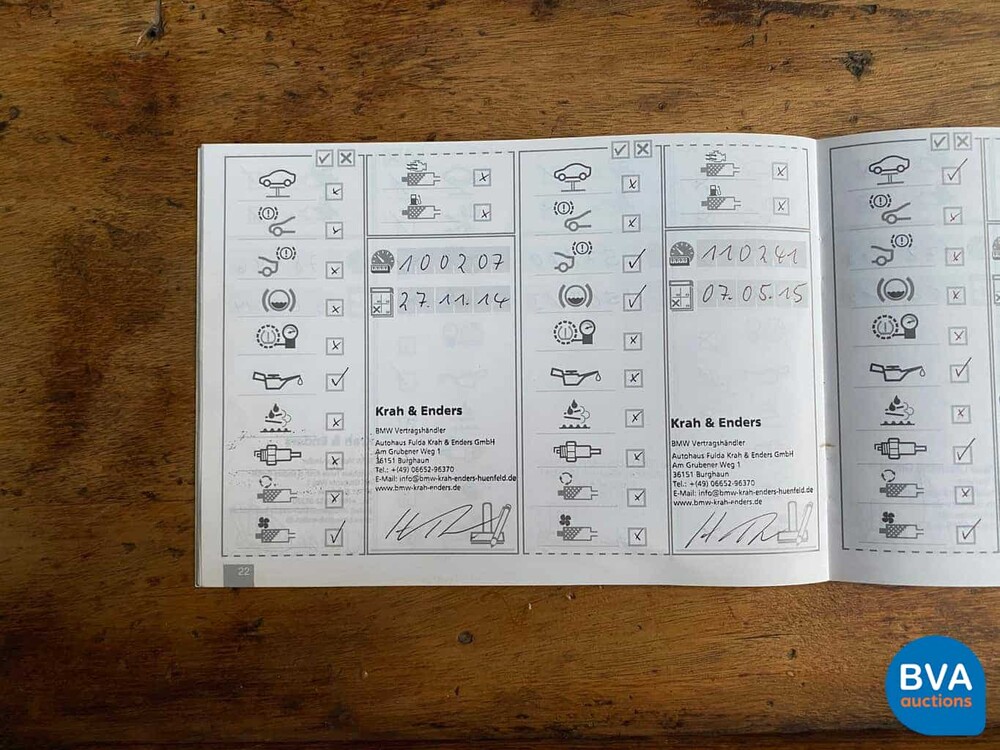 100207
27.11.14
Krah & Enders
BMW Vertragshändler
Autohaus Fulda Krah & Enders GmbH
Am Grubener Weg 1
36151 Burghaun
Tel.: +(49) 06652-96370
E-Mail: info@bmw-krah-enders-huenfeld.de
www.bmw-krah-enders.de
22
110241
07.05.15
Krah & Enders
BMW Vertragshändler
Autohaus Fulda Krah & Enders GmbH
Am Grubener Weg 1
36151 Burghaun
Tel.: +(49) 06652-96370
E-Mail: info@bmw-krah-enders-huenfeld.de
www.bmw-krah-enders.de
BVA
auctions